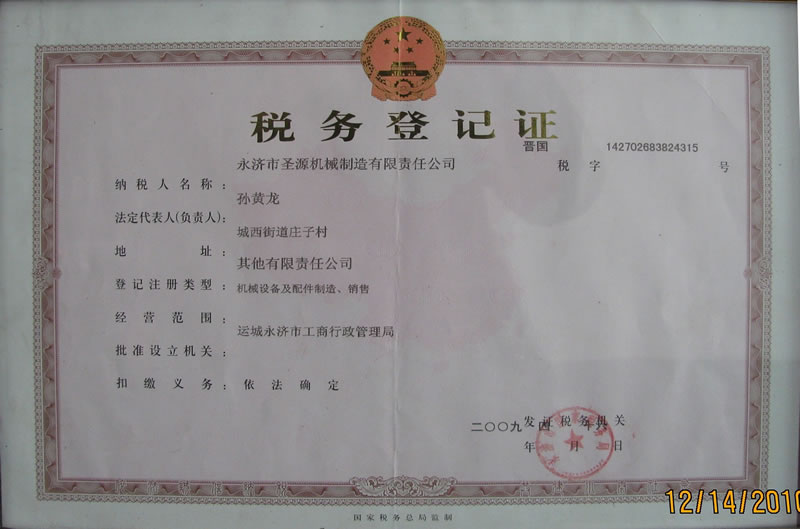 税务登记证
晋国 142702683824315
税 字 号
永济市圣源机械制造有限责任公司
纳税人名称：
孙黄龙
法定代表人(负责人)：
城西街道庄子村
地 址：
其他有限责任公司
登记注册类型：
机械设备及配件制造、销售
经营范围：
运城永济市工商行政管理局
批准设立机关：
扣缴义务：依法确定
发证税务机关
二〇〇九 四
年 月 日
国家税务总局监制
12/14/2010